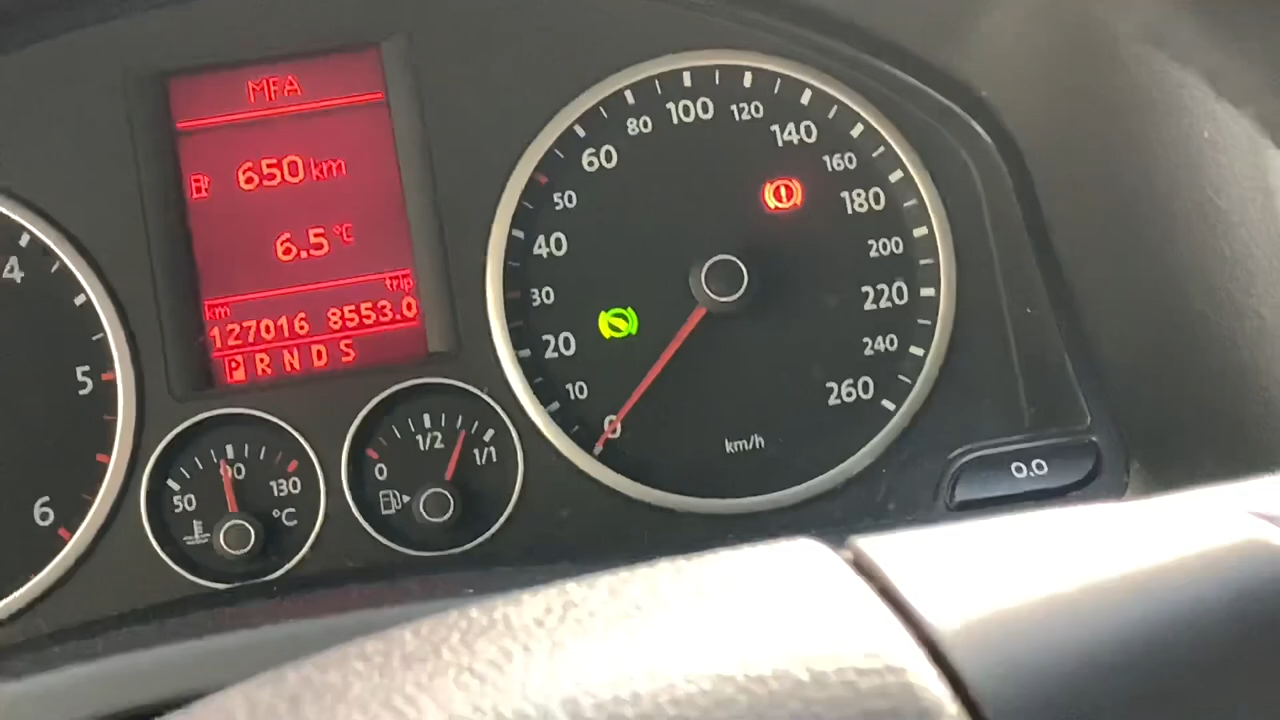 MFA
650 km
6.5 °C
trip
km
127016 8553.0
P R N D S
4
5
6
50 90 130
°C
0 1/2 1/1
0 10 20 30 40 50 60 80 100 120 140 160 180 200 220 240 260
km/h
0.0